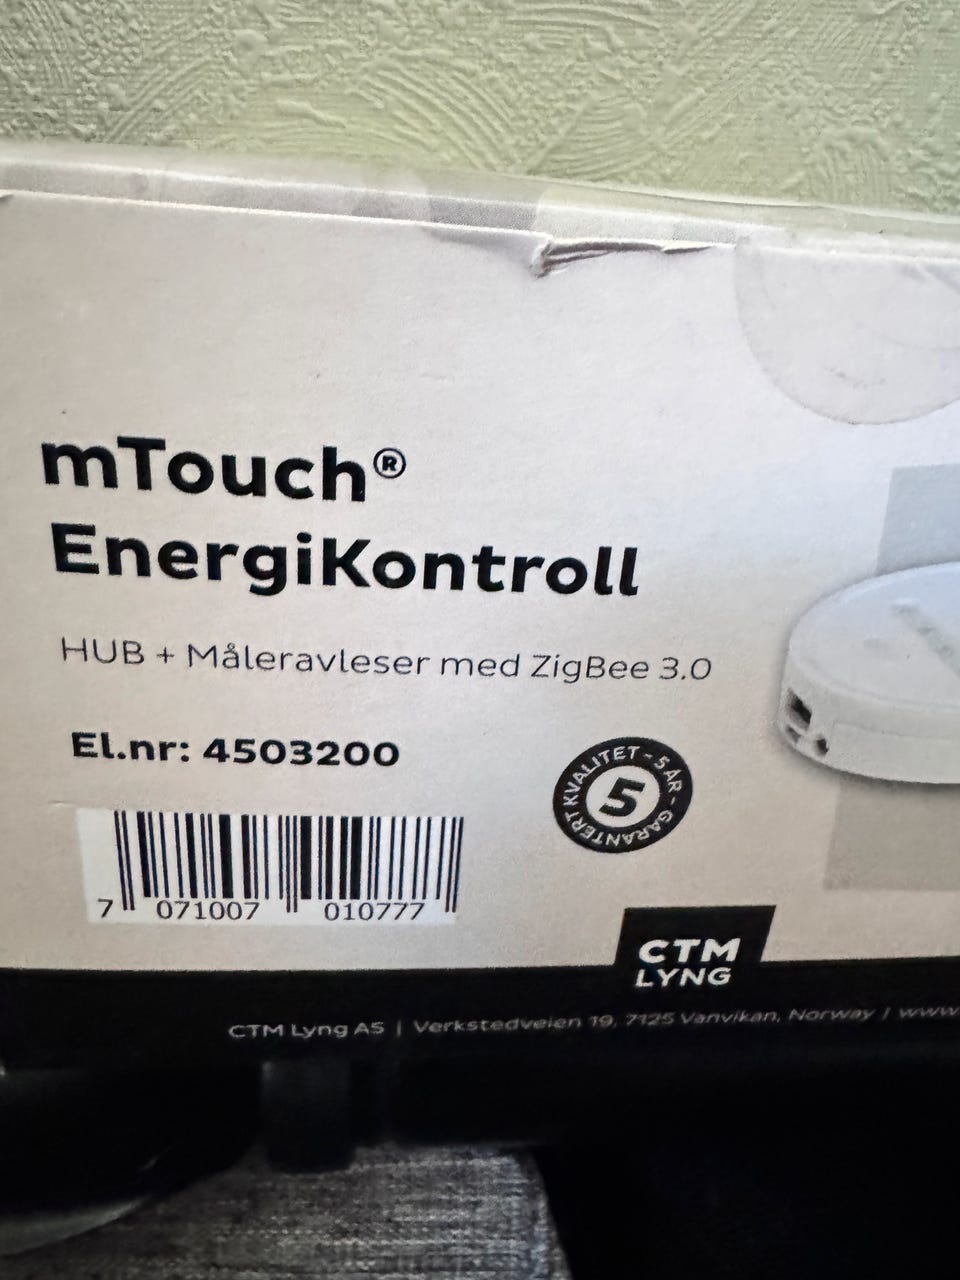 mTouch®
EnergiKontroll
HUB + Måleravleser med ZigBee 3.0
El.nr: 4503200
GARANTERT KVALITET - 5 ÅR -
5
7 071007 010777
CTM
LYNG
CTM Lyng AS | Verkstedveien 19, 7125 Vanvikan, Norway | www